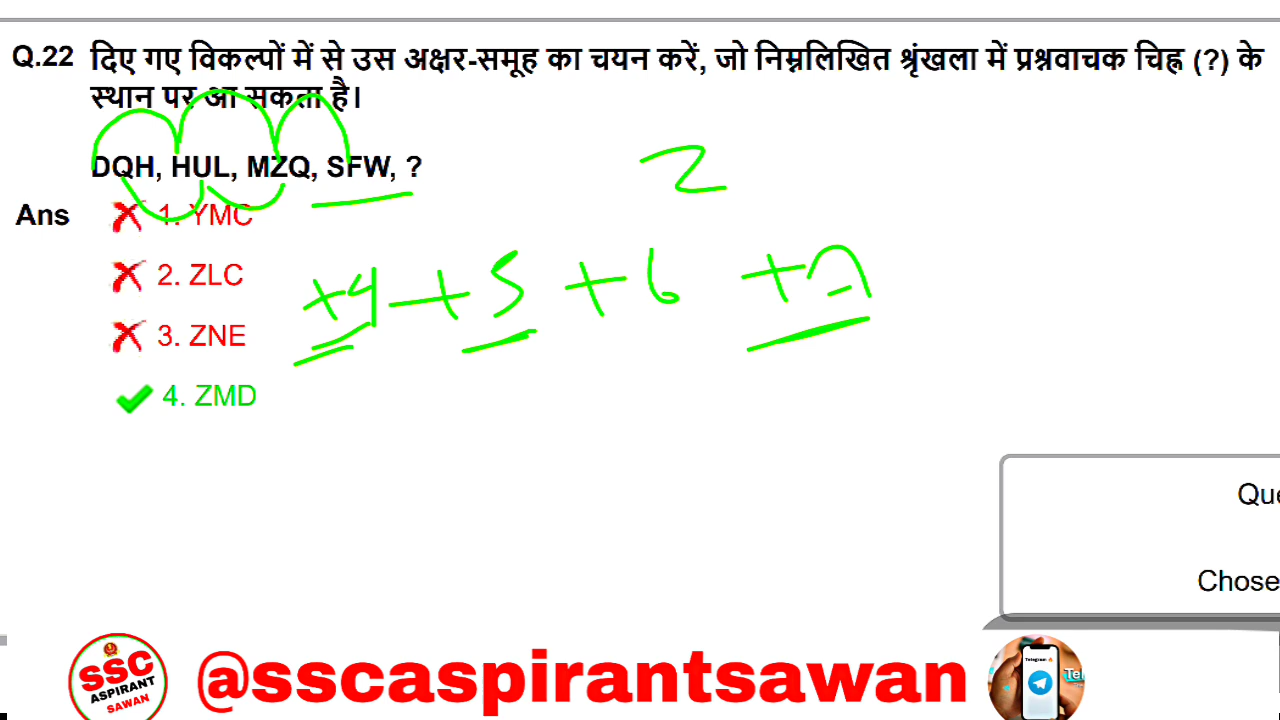 Q.22 दिए गए विकल्पों में से उस अक्षर-समूह का चयन करें, जो निम्नलिखित श्रृंखला में प्रश्नवाचक चिह्न (?) के
स्थान पर आ सकता है।
DQH, HUL, MZQ, SFW, ?
Z
Ans 1. YMC
2. ZLC
+4 +5 +6 +7
3. ZNE
4. ZMD
Que
Chose
SSC
ASPIRANT
SAWAN
@sscaspirantsawan
Telegram